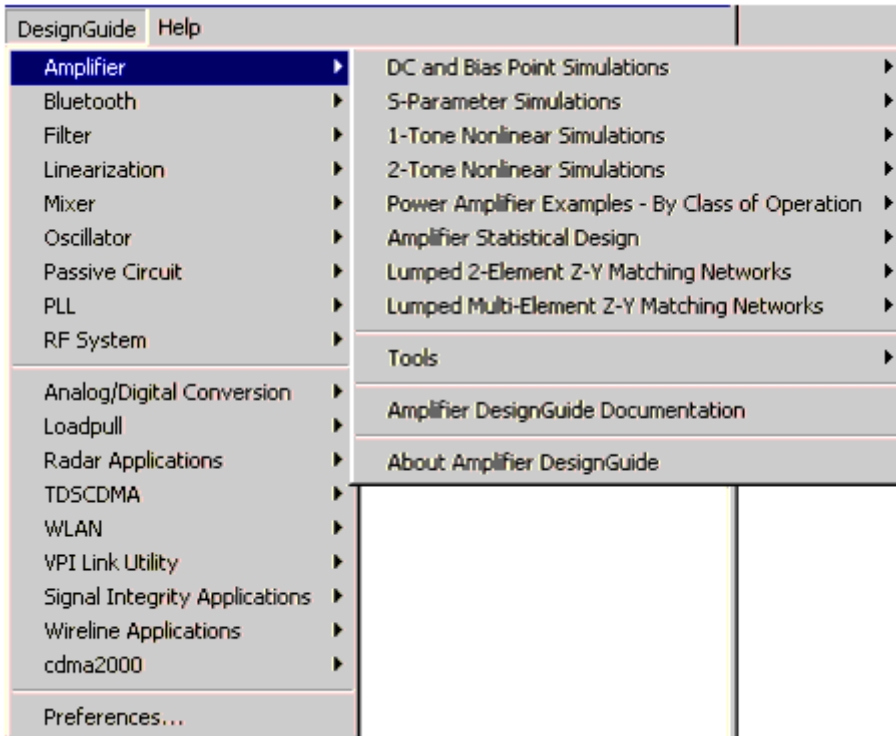 DesignGuide Help
Amplifier
Bluetooth
Filter
Linearization
Mixer
Oscillator
Passive Circuit
PLL
RF System
Analog/Digital Conversion
Loadpull
Radar Applications
TDSCDMA
WLAN
VPI Link Utility
Signal Integrity Applications
Wireline Applications
cdma2000
Preferences...
DC and Bias Point Simulations
S-Parameter Simulations
1-Tone Nonlinear Simulations
2-Tone Nonlinear Simulations
Power Amplifier Examples - By Class of Operation
Amplifier Statistical Design
Lumped 2-Element Z-Y Matching Networks
Lumped Multi-Element Z-Y Matching Networks
Tools
Amplifier DesignGuide Documentation
About Amplifier DesignGuide